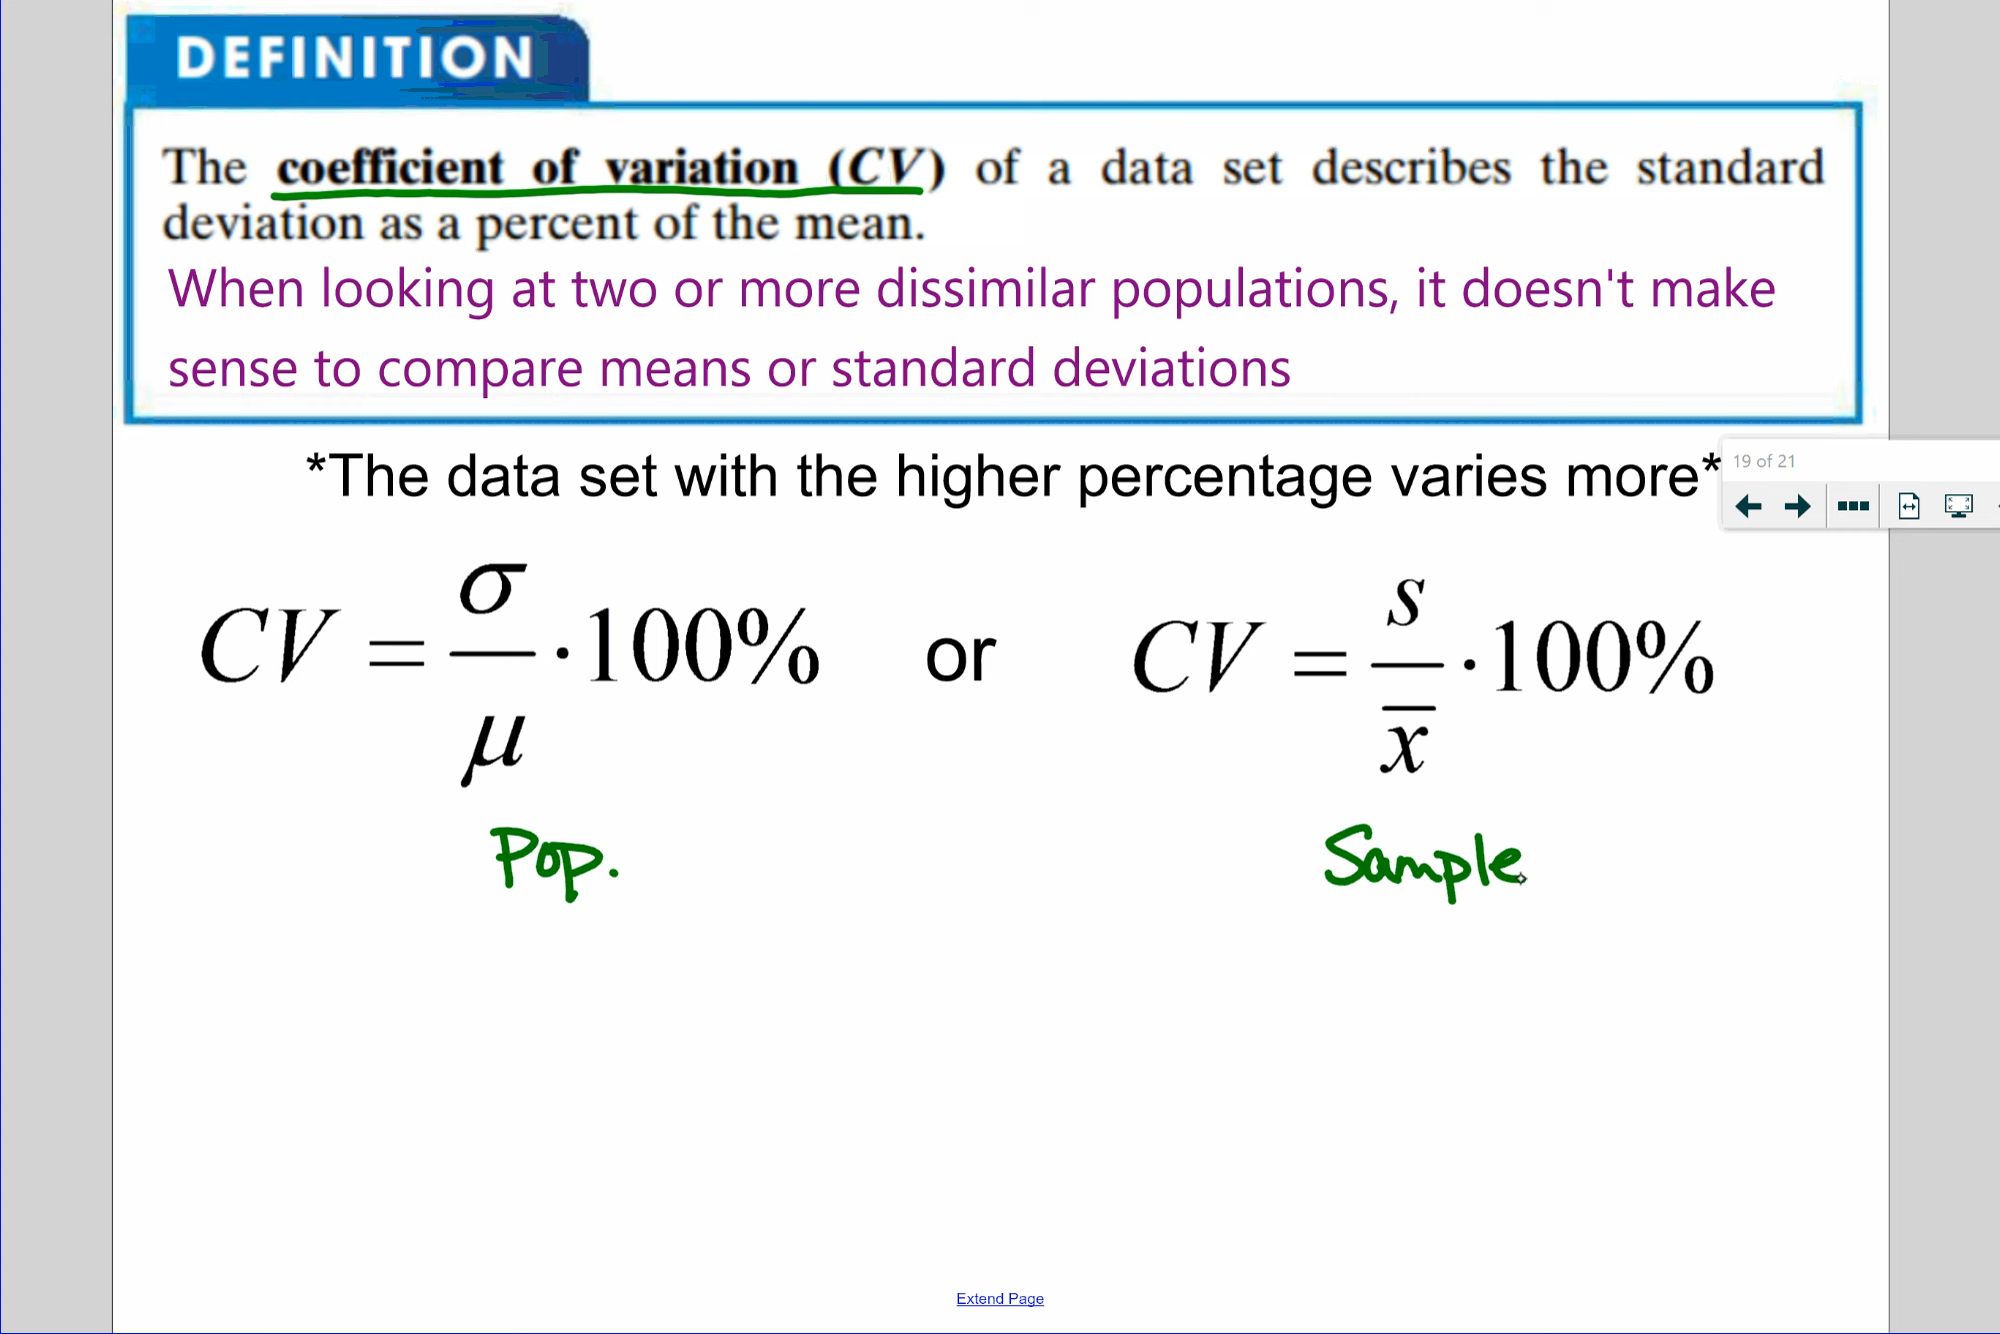 DEFINITION
The coefficient of variation (CV) of a data set describes the standard
deviation as a percent of the mean.
When looking at two or more dissimilar populations, it doesn't make
sense to compare means or standard deviations
*The data set with the higher percentage varies more*
19 of 21
CV = σ/μ · 100% or CV = s/x̄ · 100%
Pop. Sample
Extend Page